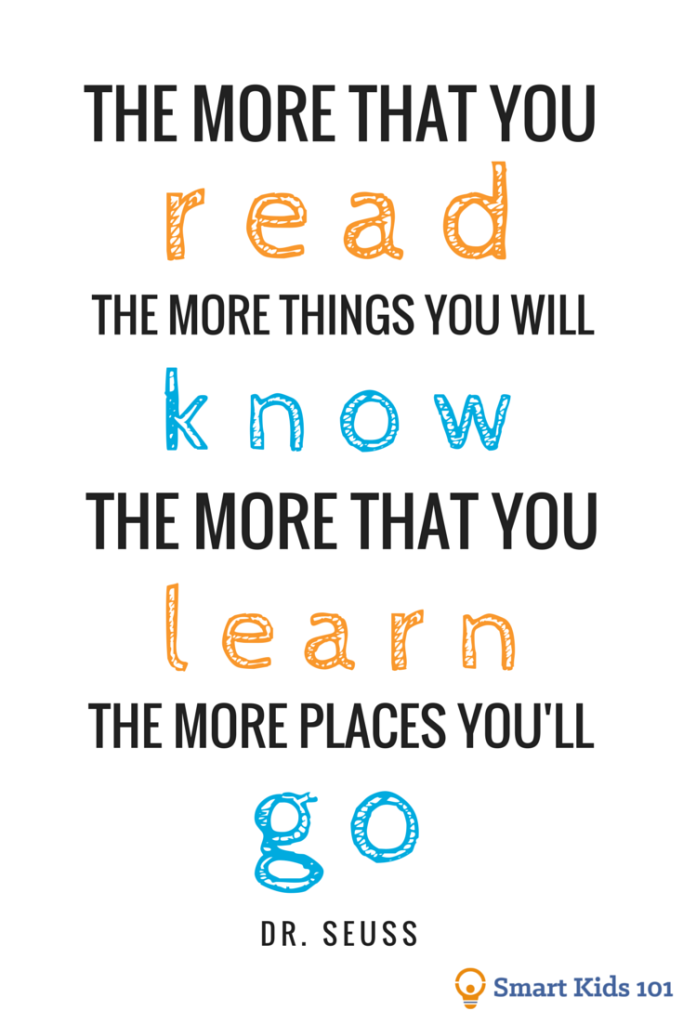 THE MORE THAT YOU
read
THE MORE THINGS YOU WILL
know
THE MORE THAT YOU
learn
THE MORE PLACES YOU'LL
go
DR. SEUSS
Smart Kids 101